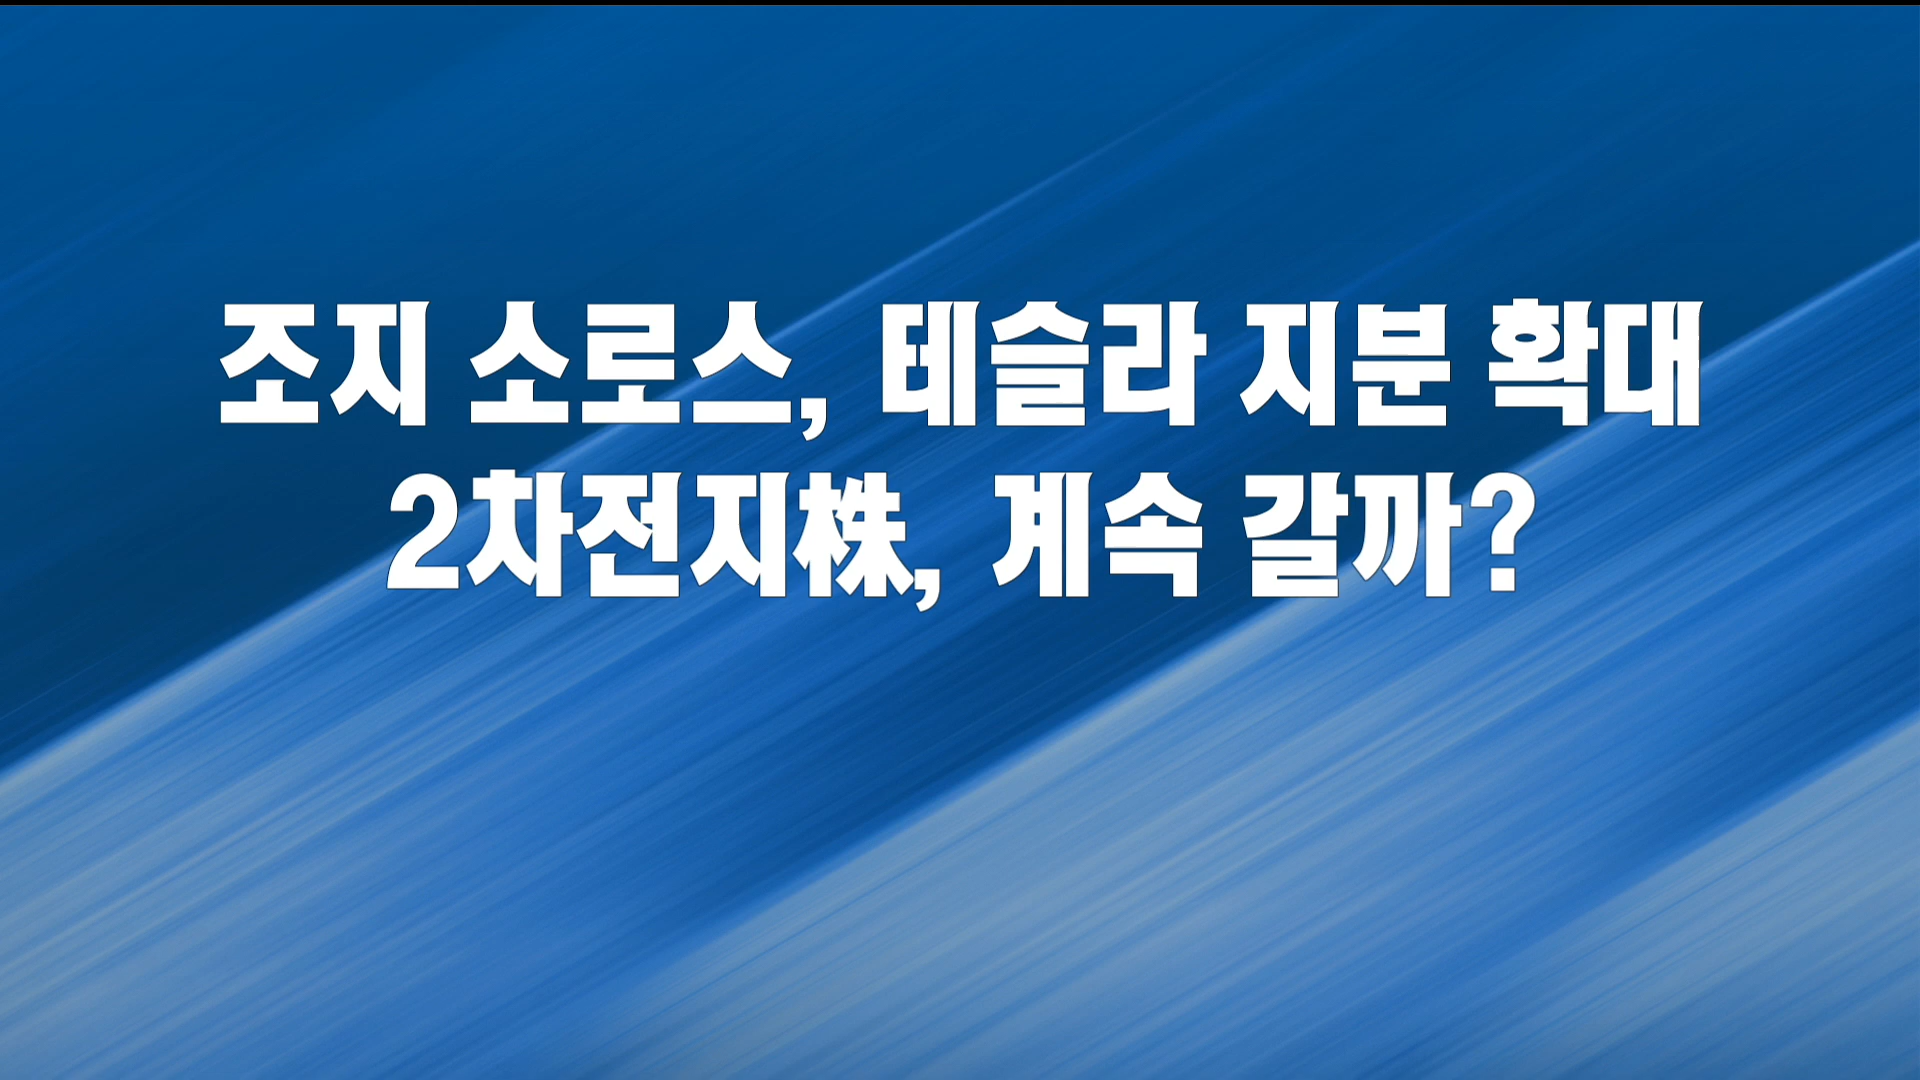 조지 소로스, 테슬라 지분 확대
2차전지株, 계속 갈까?